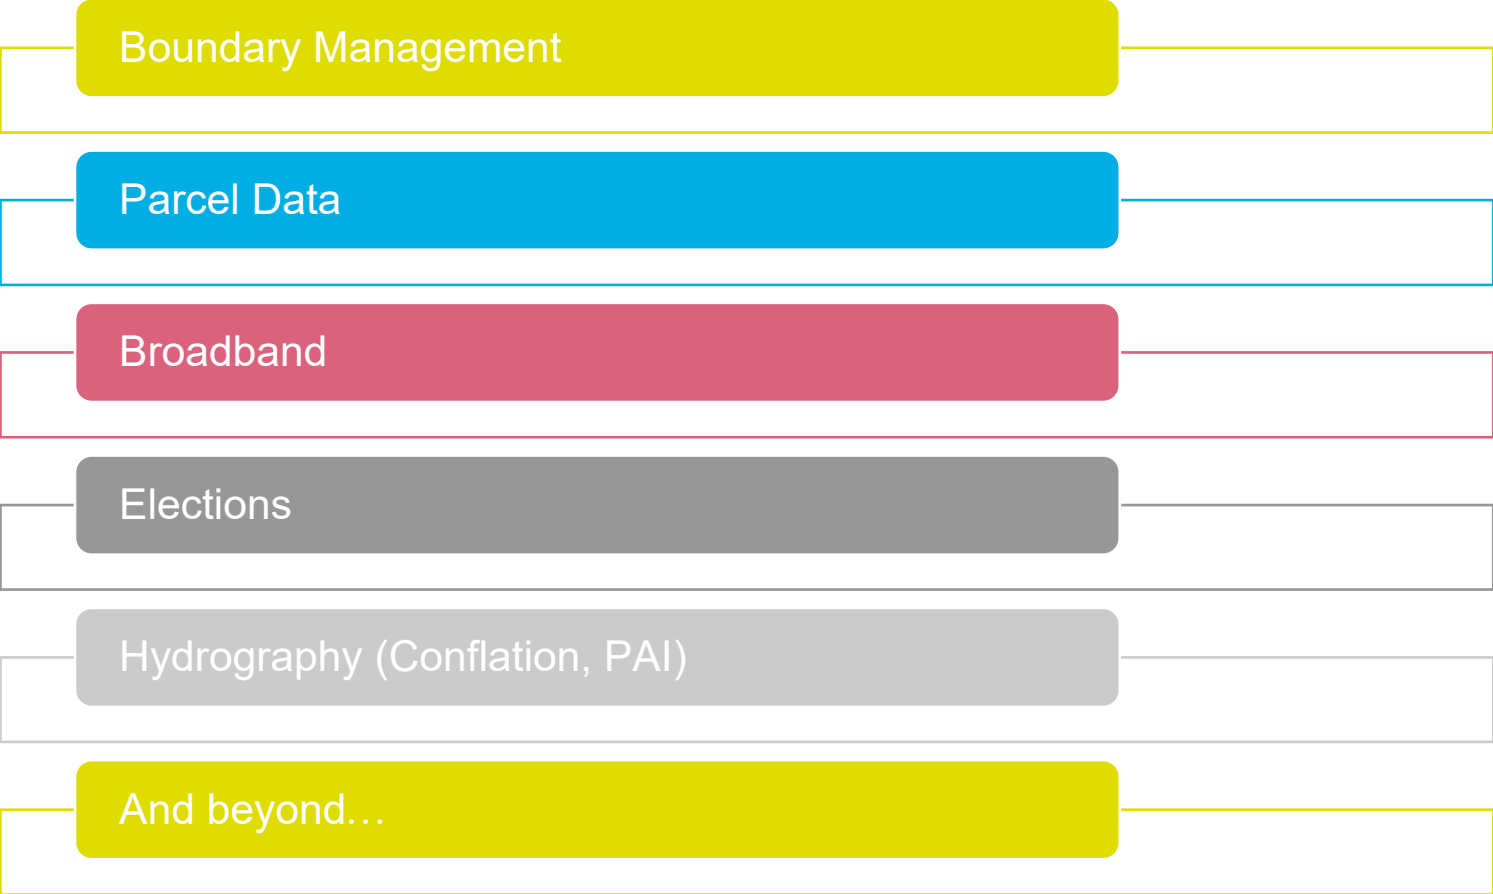 Boundary Management
Parcel Data
Broadband
Elections
Hydrography (Conflation, PAI)
And beyond…